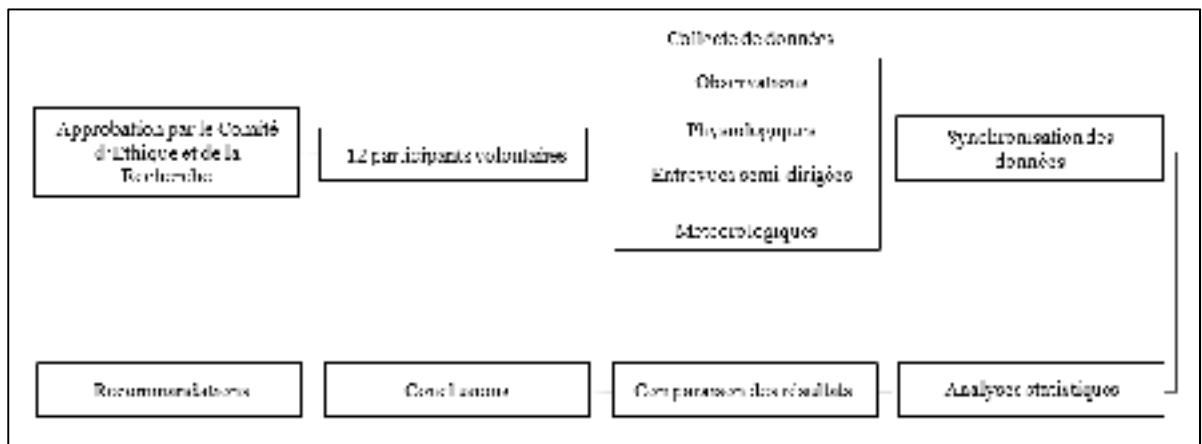 Approbation par le Comité
d'Ethique et de la
Recherche
12 participants volontaires
Collecte de données
Observations
Physiologiques
Entrevues semi-dirigées
Météorologiques
Synchronisation des
données
Analyses statistiques
Comparaison des résultats
Conclusions
Recommandations